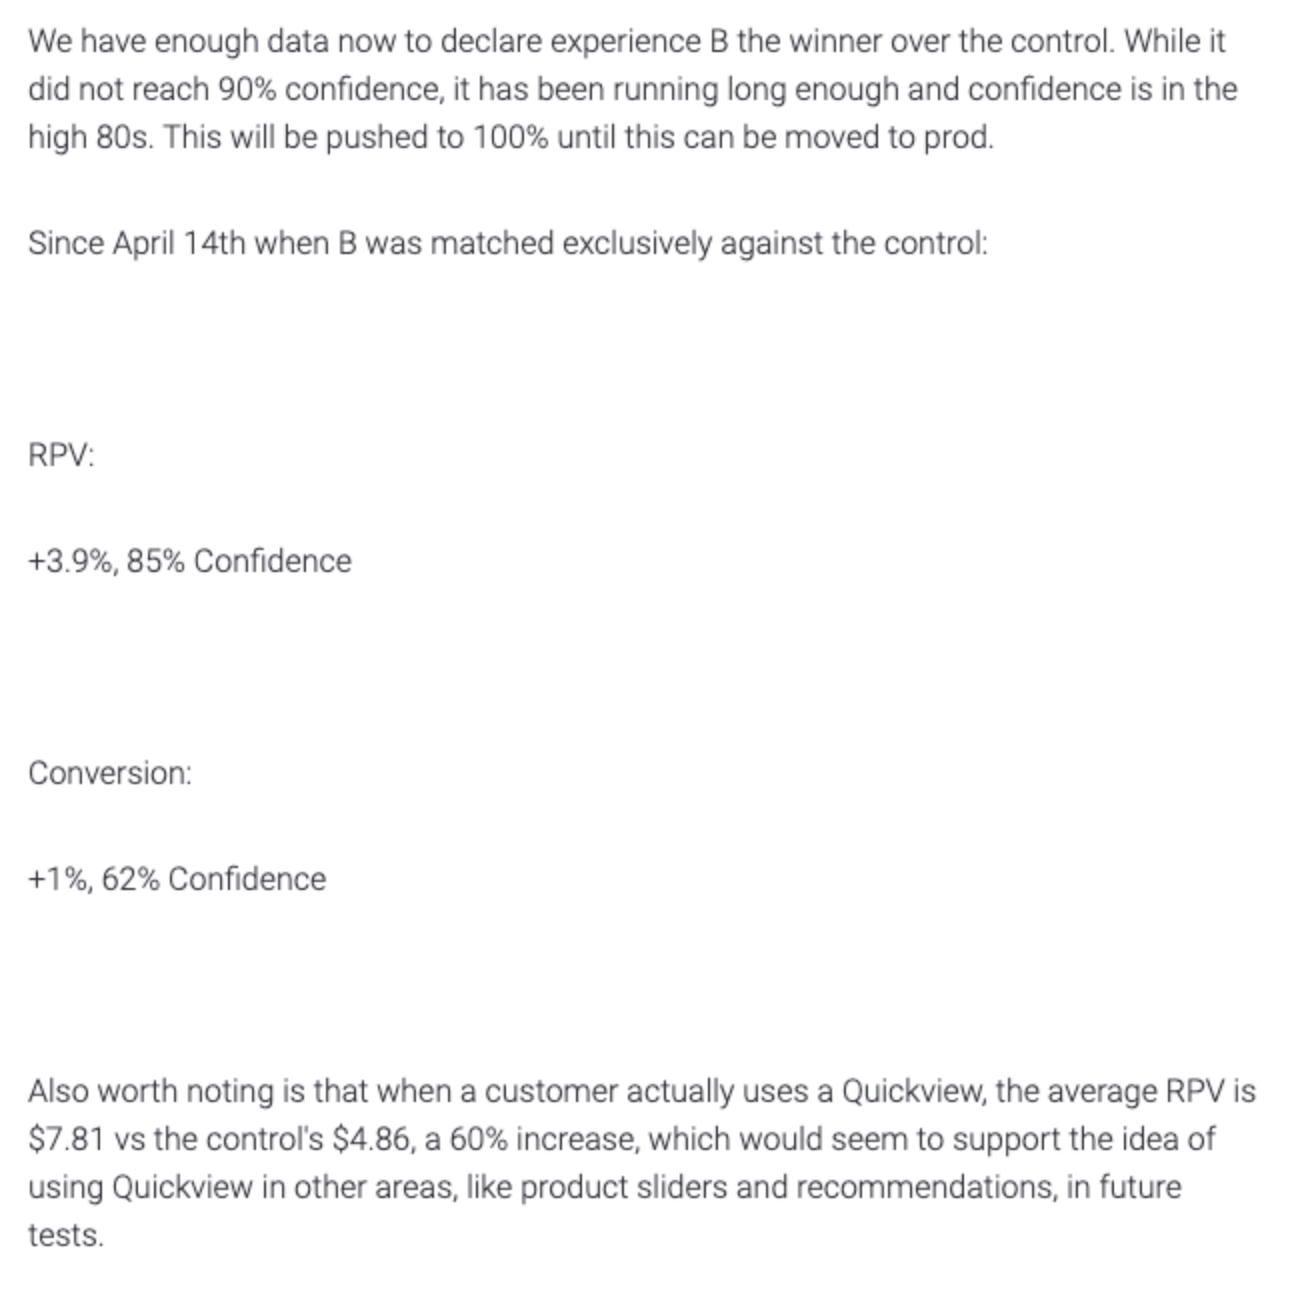 We have enough data now to declare experience B the winner over the control. While it
did not reach 90% confidence, it has been running long enough and confidence is in the
high 80s. This will be pushed to 100% until this can be moved to prod.
Since April 14th when B was matched exclusively against the control:
RPV:
+3.9%, 85% Confidence
Conversion:
+1%, 62% Confidence
Also worth noting is that when a customer actually uses a Quickview, the average RPV is
$7.81 vs the control's $4.86, a 60% increase, which would seem to support the idea of
using Quickview in other areas, like product sliders and recommendations, in future
tests.